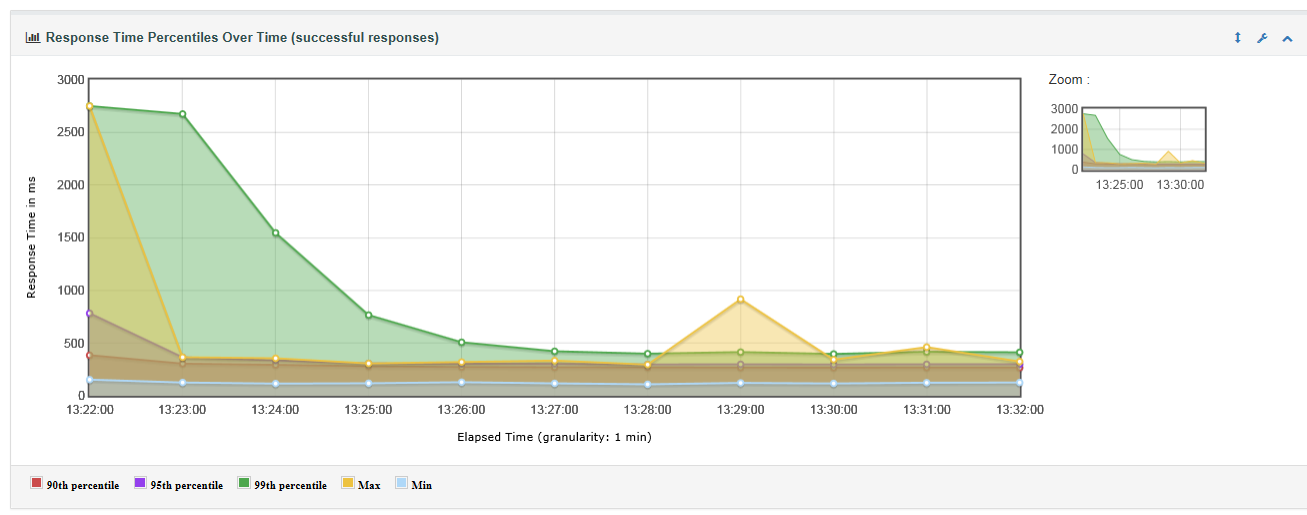 Response Time Percentiles Over Time (successful responses)
Zoom :
3000
2500
2000
1500
1000
500
0
Response Time in ms
13:22:00 13:23:00 13:24:00 13:25:00 13:26:00 13:27:00 13:28:00 13:29:00 13:30:00 13:31:00 13:32:00
Elapsed Time (granularity: 1 min)
3000
2000
1000
0
13:25:00 13:30:00
90th percentile 95th percentile 99th percentile Max Min